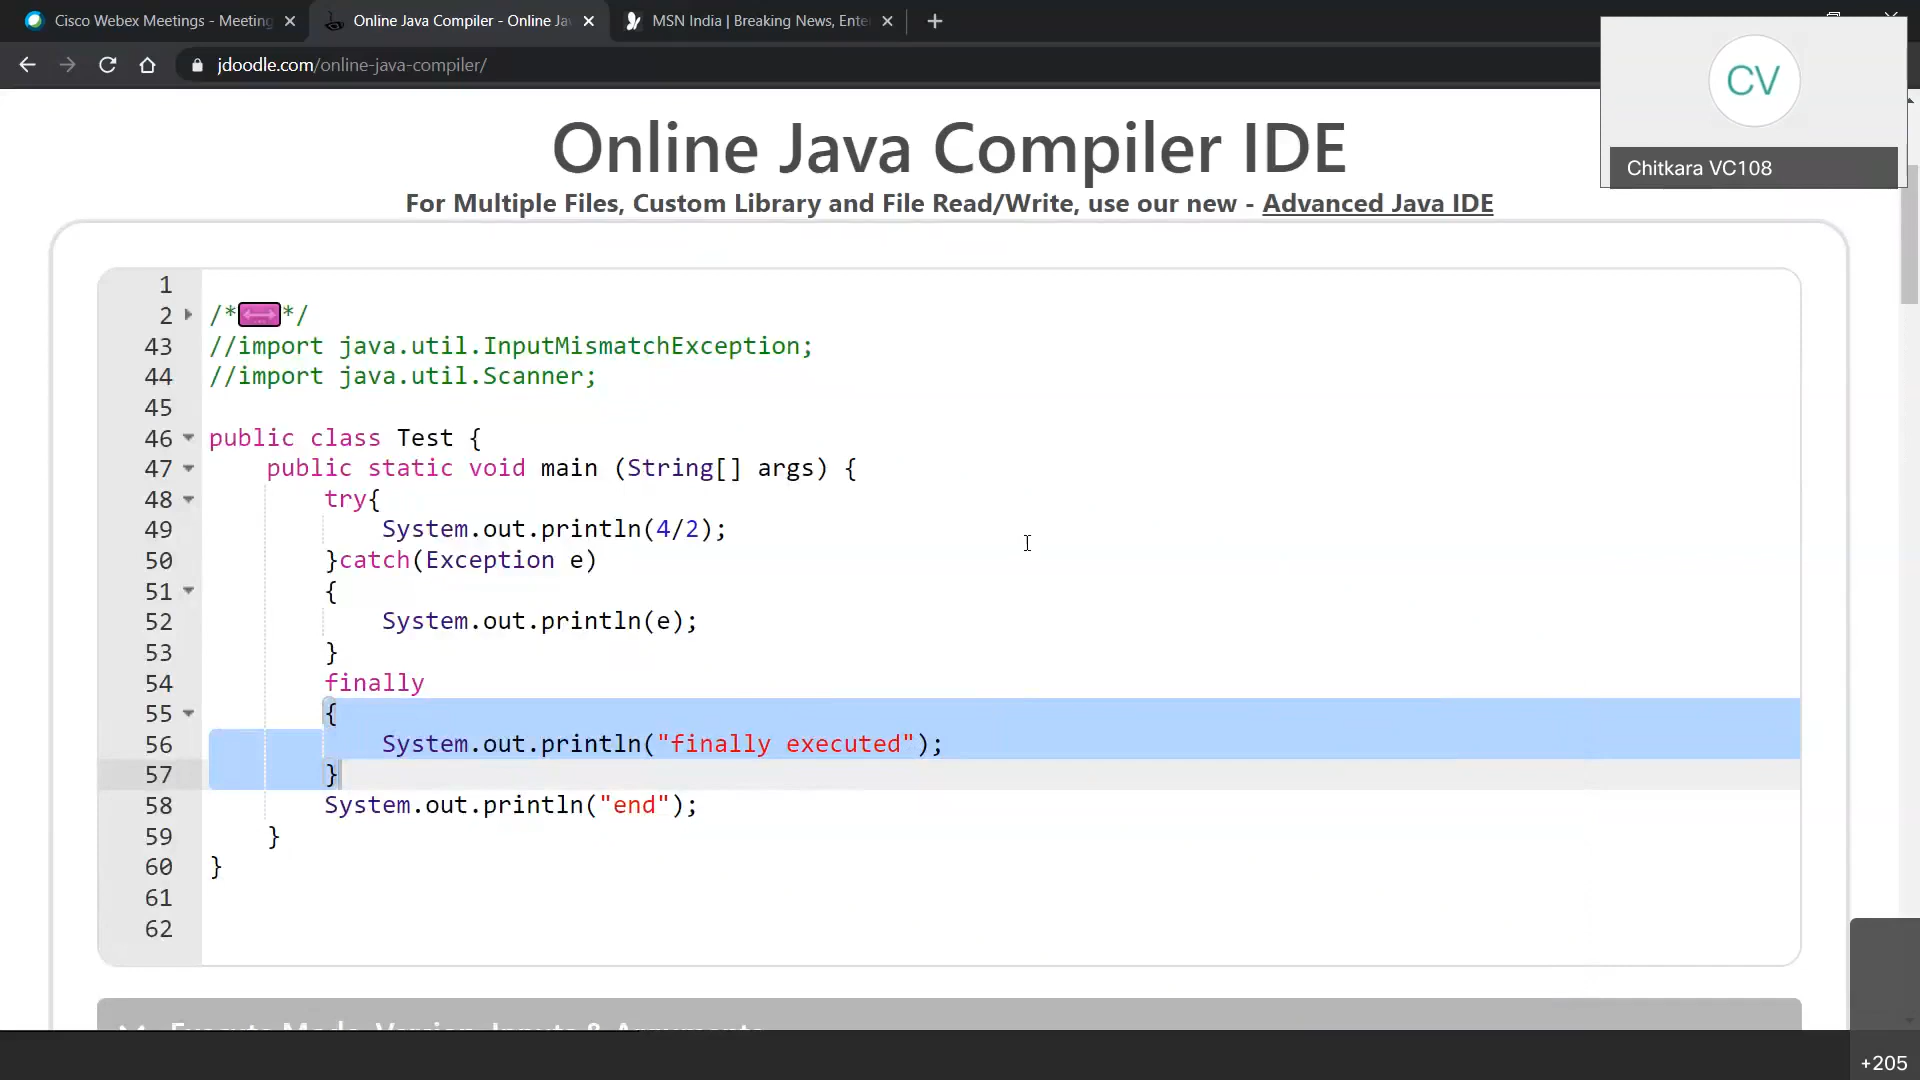 Cisco Webex Meetings - Meeting
Online Java Compiler - Online Ja
MSN India | Breaking News, Ente
jdoodle.com/online-java-compiler/
CV
Chitkara VC108
Online Java Compiler IDE
For Multiple Files, Custom Library and File Read/Write, use our new - Advanced Java IDE
1
2 /* */
43 //import java.util.InputMismatchException;
44 //import java.util.Scanner;
45
46 public class Test {
47 public static void main (String[] args) {
48 try{
49 System.out.println(4/2);
50 }catch(Exception e)
51 {
52 System.out.println(e);
53 }
54 finally
55 {
56 System.out.println("finally executed");
57 }
58 System.out.println("end");
59 }
60 }
61
62
Execute Mode, Version, Inputs & Arguments
+205